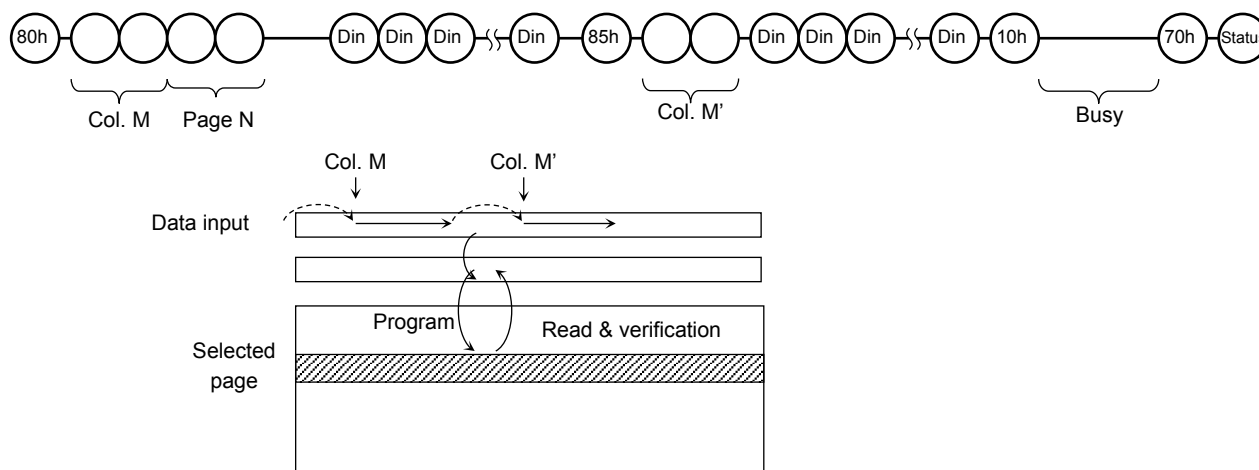 80h Din Din Din Din 85h Din Din Din Din 10h 70h Status
Col. M Page N Col. M’ Busy
Col. M Col. M’
Data input
Program Read & verification
Selected
page